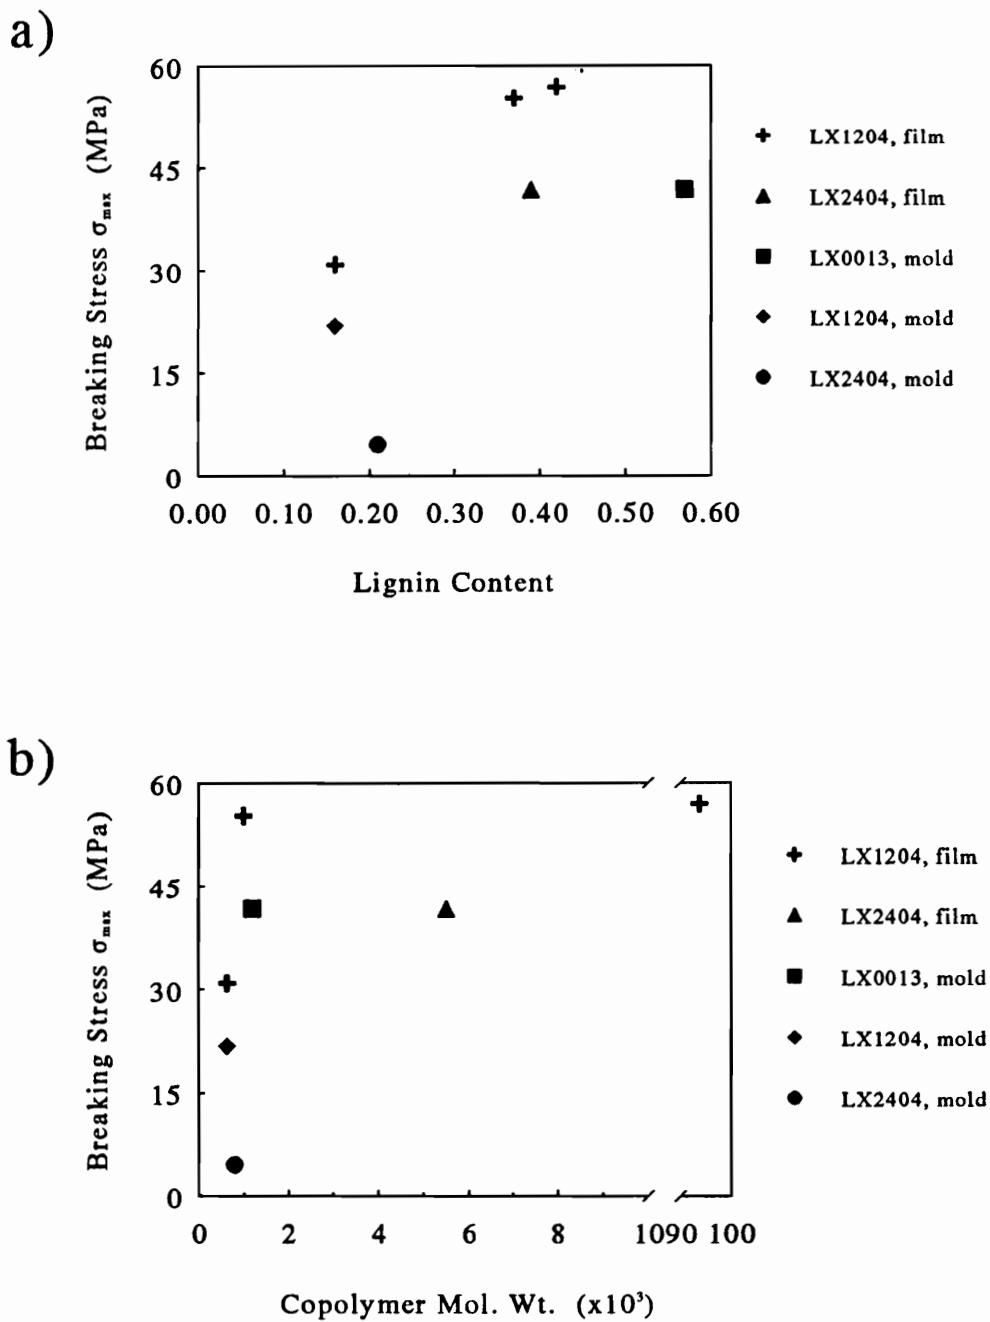 a)
60
45
30
15
0
Breaking Stress σmax (MPa)
0.00 0.10 0.20 0.30 0.40 0.50 0.60
Lignin Content
LX1204, film
LX2404, film
LX0013, mold
LX1204, mold
LX2404, mold
b)
60
45
30
15
0
Breaking Stress σmax (MPa)
0 2 4 6 8 1090 100
Copolymer Mol. Wt. (x10³)
LX1204, film
LX2404, film
LX0013, mold
LX1204, mold
LX2404, mold